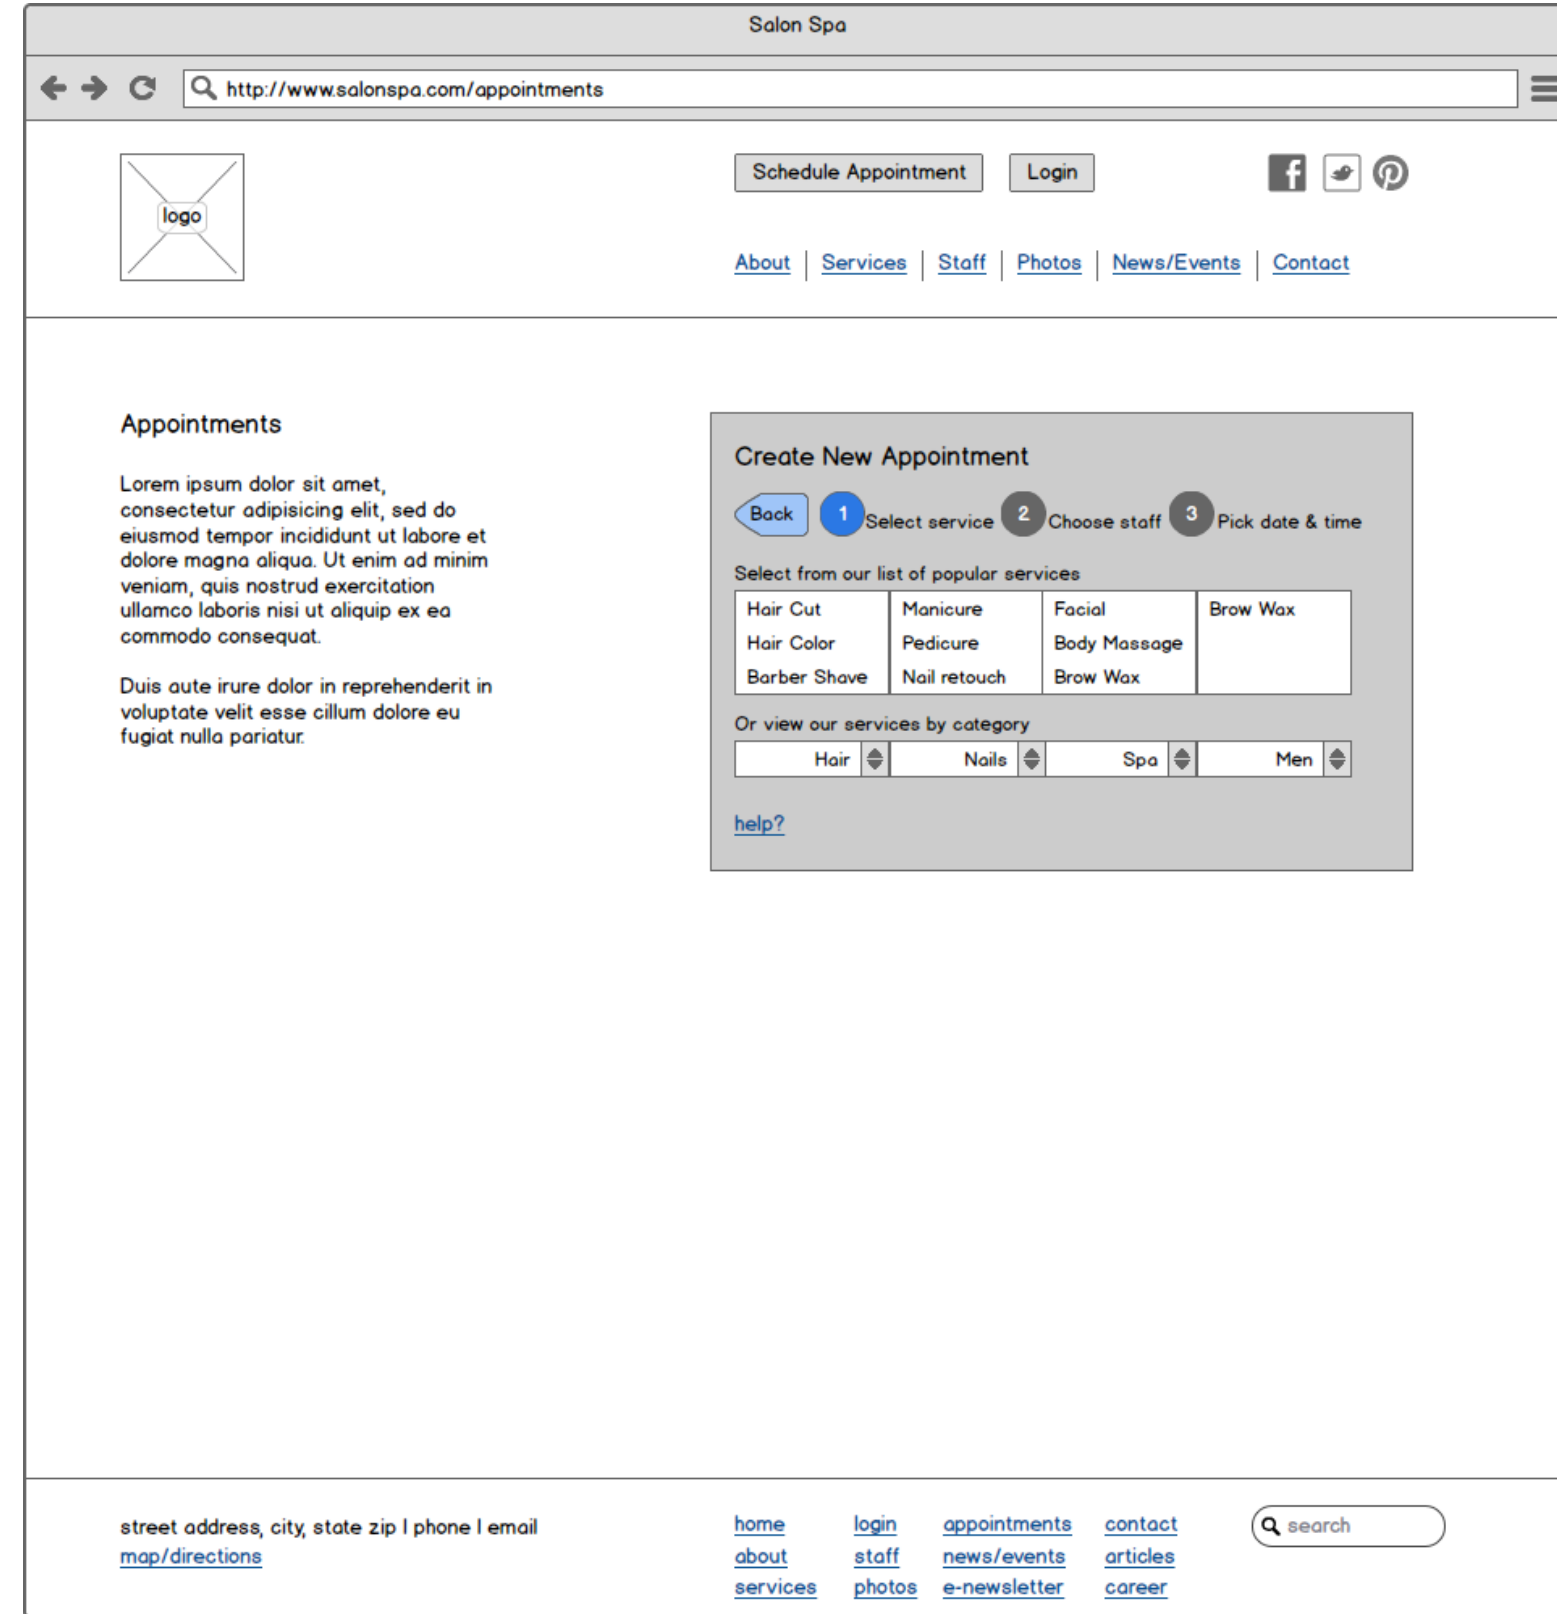 Salon Spa
http://www.salonspa.com/appointments
logo
Schedule Appointment
Login
About
Services
Staff
Photos
News/Events
Contact
Appointments
Lorem ipsum dolor sit amet,
consectetur adipisicing elit, sed do
eiusmod tempor incididunt ut labore et
dolore magna aliqua. Ut enim ad minim
veniam, quis nostrud exercitation
ullamco laboris nisi ut aliquip ex ea
commodo consequat.
Duis aute irure dolor in reprehenderit in
voluptate velit esse cillum dolore eu
fugiat nulla pariatur.
Create New Appointment
Back 1 Select service 2 Choose staff 3 Pick date & time
Select from our list of popular services
Hair Cut Manicure Facial Brow Wax
Hair Color Pedicure Body Massage
Barber Shave Nail retouch Brow Wax
Or view our services by category
Hair Nails Spa Men
help?
street address, city, state zip | phone | email
map/directions
home login appointments contact
about staff news/events articles
services photos e-newsletter career
search